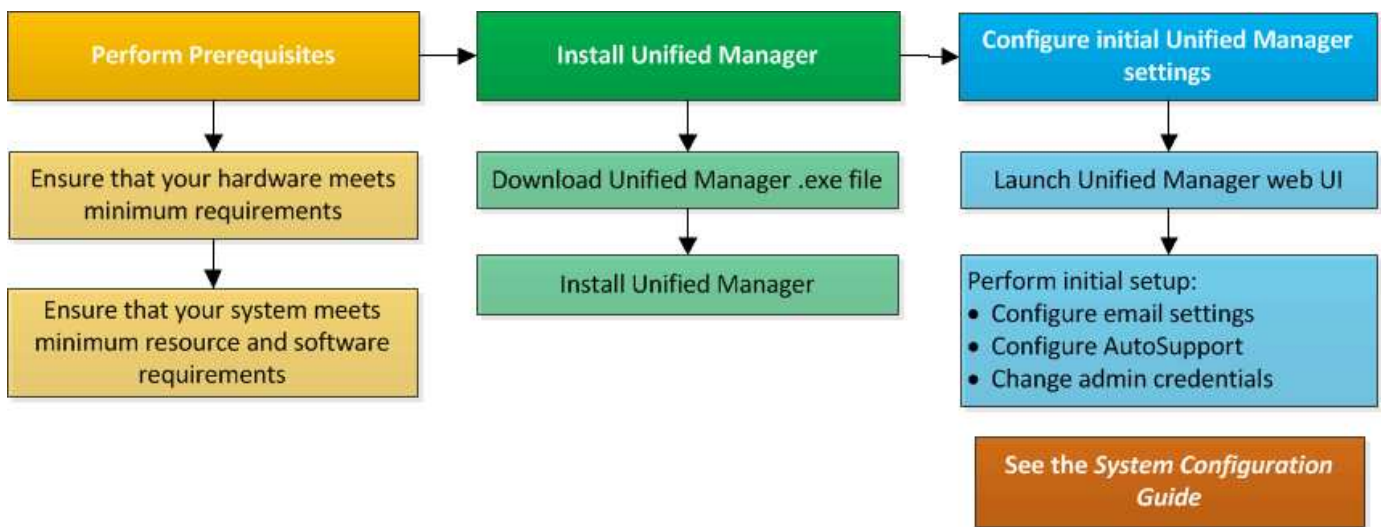 Perform Prerequisites
Ensure that your hardware meets
minimum requirements
Ensure that your system meets
minimum resource and software
requirements
Install Unified Manager
Download Unified Manager .exe file
Install Unified Manager
Configure initial Unified Manager
settings
Launch Unified Manager web UI
Perform initial setup:
• Configure email settings
• Configure AutoSupport
• Change admin credentials
See the System Configuration
Guide